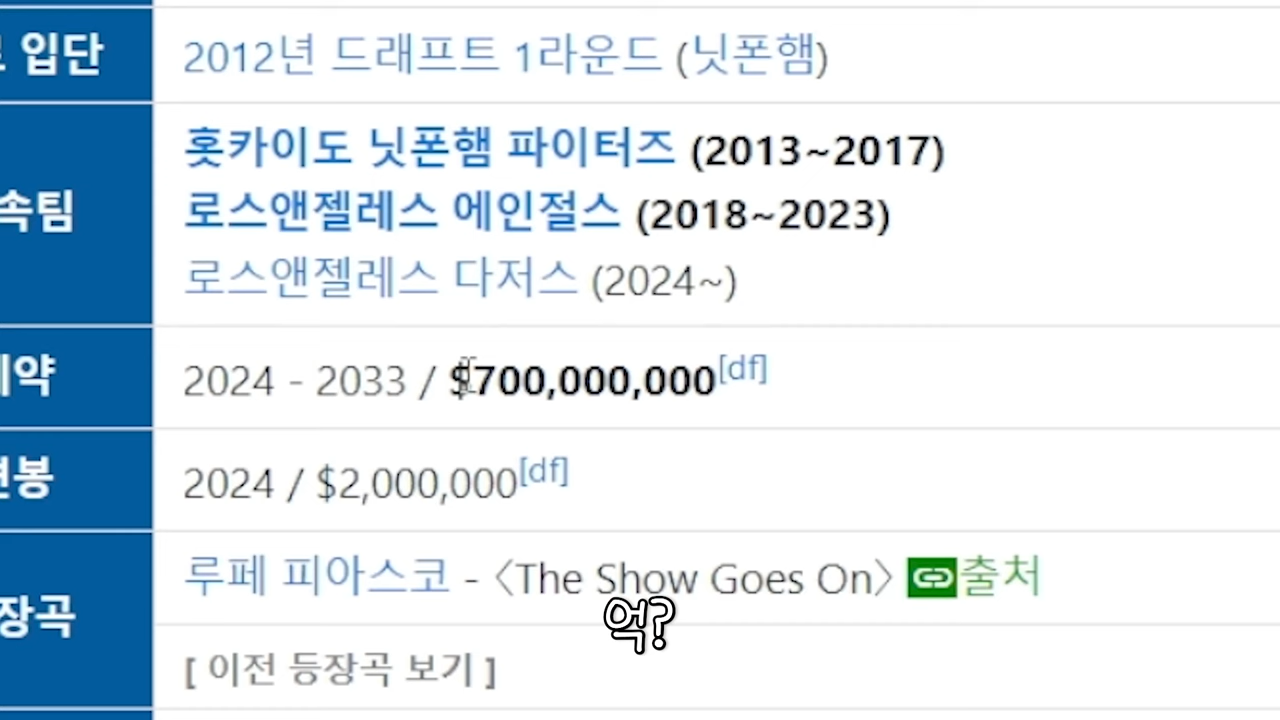 입단
2012년 드래프트 1라운드 (닛폰햄)
속팀
홋카이도 닛폰햄 파이터즈 (2013~2017)
로스앤젤레스 에인절스 (2018~2023)
로스앤젤레스 다저스 (2024~)
계약
2024 - 2033 / $700,000,000[df]
연봉
2024 / $2,000,000[df]
장곡
루페 피아스코 - 〈The Show Goes On〉 출처
억?
[ 이전 등장곡 보기 ]